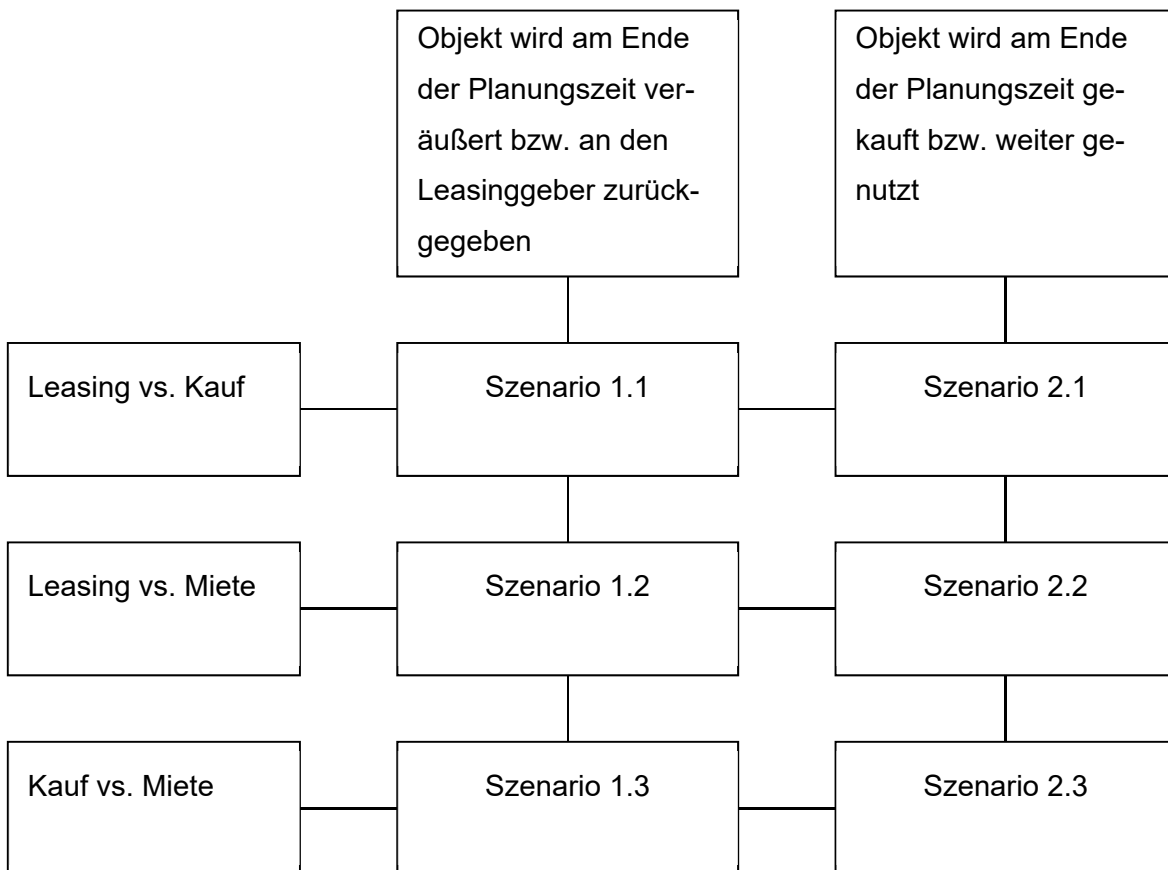 Objekt wird am Ende
der Planungszeit ver-
äußert bzw. an den
Leasinggeber zurück-
gegeben
Objekt wird am Ende
der Planungszeit ge-
kauft bzw. weiter ge-
nutzt
Leasing vs. Kauf
Szenario 1.1
Szenario 2.1
Leasing vs. Miete
Szenario 1.2
Szenario 2.2
Kauf vs. Miete
Szenario 1.3
Szenario 2.3